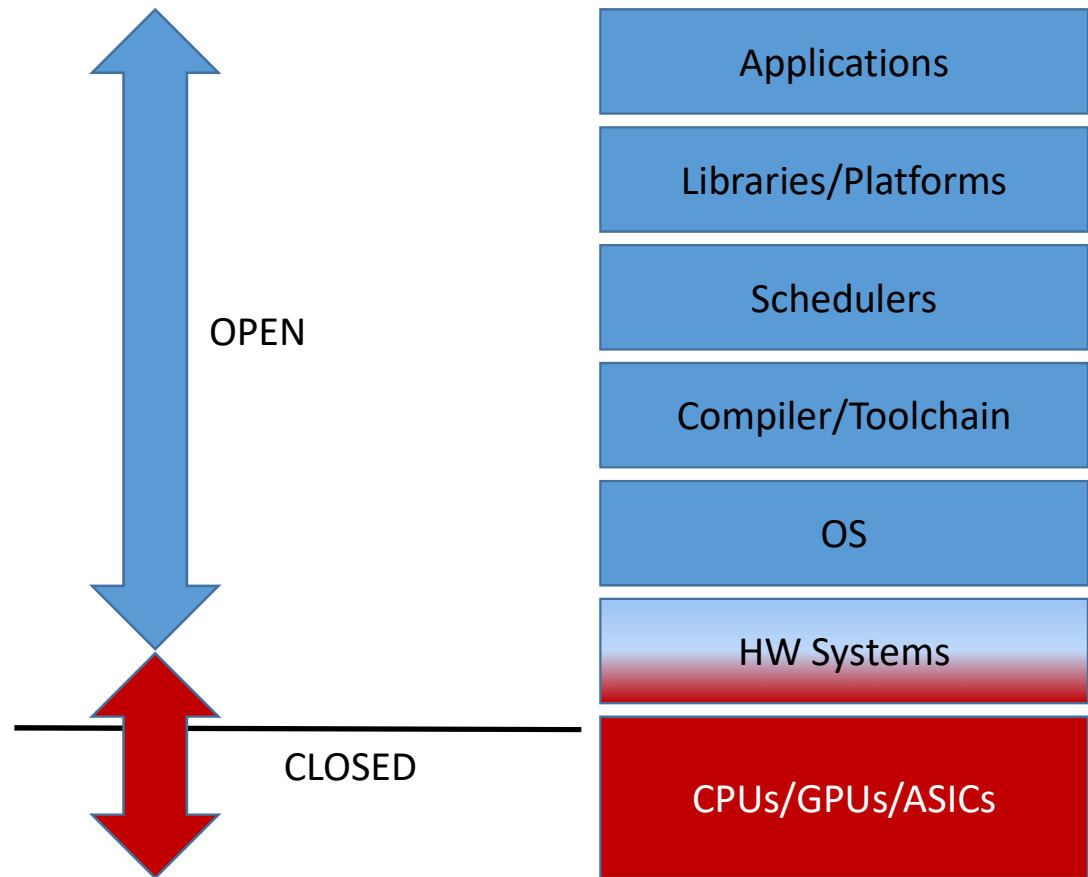 Applications
Libraries/Platforms
Schedulers
OPEN
Compiler/Toolchain
OS
HW Systems
CLOSED
CPUs/GPUs/ASICs